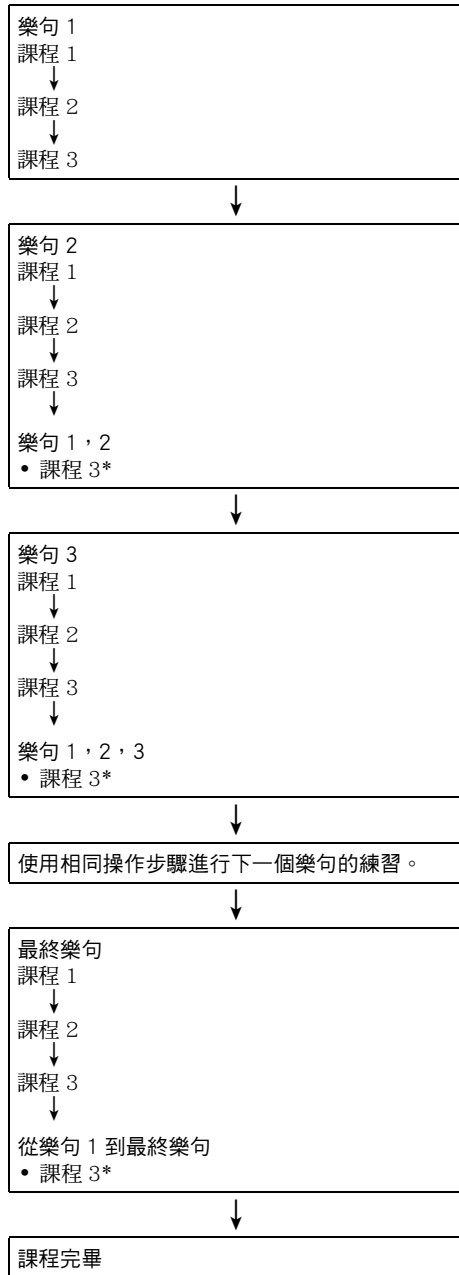 樂句 1
課程 1
課程 2
課程 3
樂句 2
課程 1
課程 2
課程 3
樂句 1，2
• 課程 3*
樂句 3
課程 1
課程 2
課程 3
樂句 1，2，3
• 課程 3*
使用相同操作步驟進行下一個樂句的練習。
最終樂句
課程 1
課程 2
課程 3
從樂句 1 到最終樂句
• 課程 3*
課程完畢